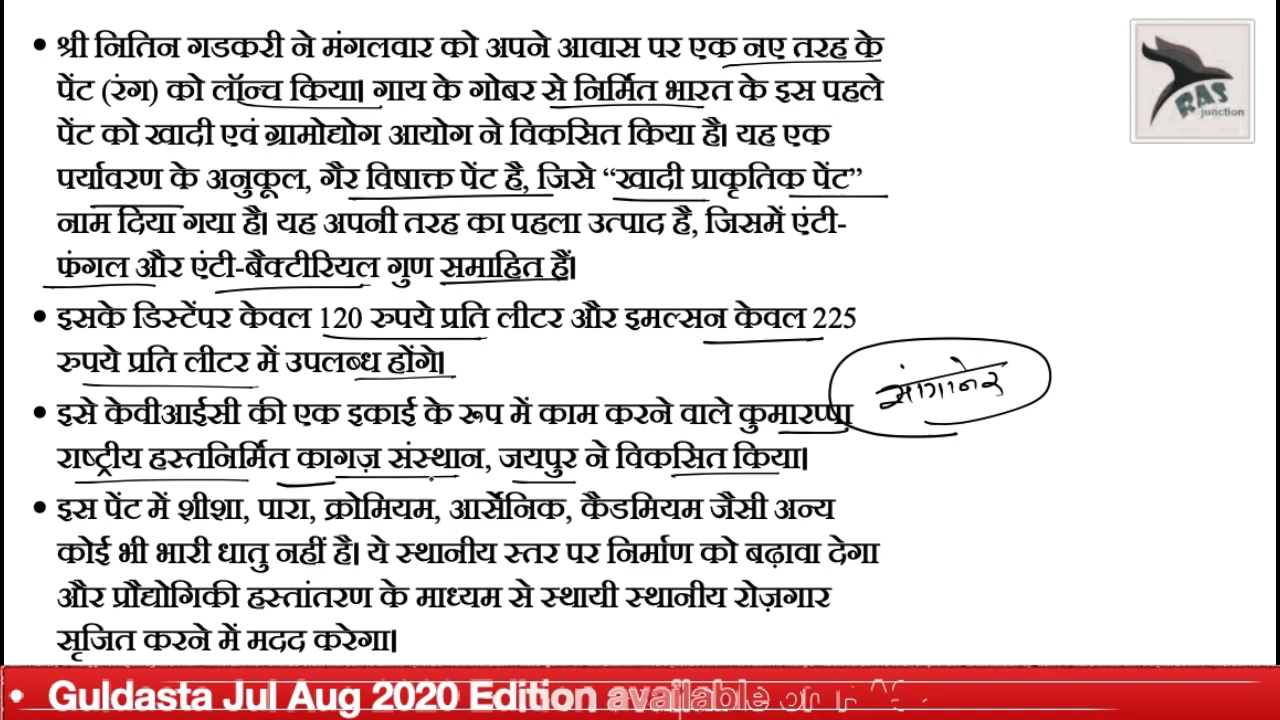 • श्री नितिन गडकरी ने मंगलवार को अपने आवास पर एक नए तरह के
पेंट (रंग) को लॉन्च किया। गाय के गोबर से निर्मित भारत के इस पहले
पेंट को खादी एवं ग्रामोद्योग आयोग ने विकसित किया है। यह एक
पर्यावरण के अनुकूल, गैर विषाक्त पेंट है, जिसे “खादी प्राकृतिक पेंट”
नाम दिया गया है। यह अपनी तरह का पहला उत्पाद है, जिसमें एंटी-
फंगल और एंटी-बैक्टीरियल गुण समाहित हैं।
• इसके डिस्टेंपर केवल 120 रुपये प्रति लीटर और इमल्सन केवल 225
रुपये प्रति लीटर में उपलब्ध होंगे।
सांगानेर
• इसे केवीआईसी की एक इकाई के रूप में काम करने वाले कुमारप्पा
राष्ट्रीय हस्तनिर्मित कागज़ संस्थान, जयपुर ने विकसित किया।
• इस पेंट में शीशा, पारा, क्रोमियम, आर्सेनिक, कैडमियम जैसी अन्य
कोई भी भारी धातु नहीं है। ये स्थानीय स्तर पर निर्माण को बढ़ावा देगा
और प्रौद्योगिकी हस्तांतरण के माध्यम से स्थायी स्थानीय रोज़गार
सृजित करने में मदद करेगा।
RAS
junction
• Guldasta Jul Aug 2020 Edition available on